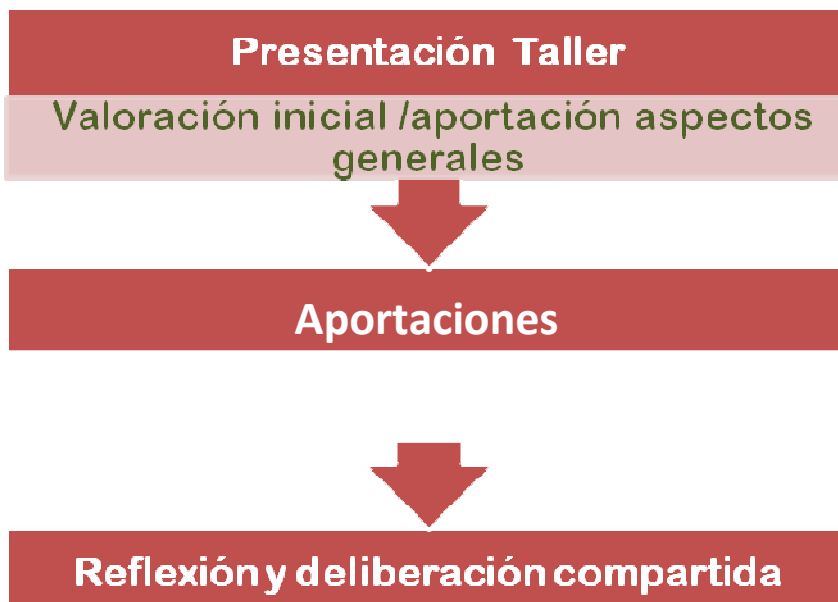 Presentación Taller
Valoración inicial /aportación aspectos
generales
Aportaciones
Reflexión y deliberación compartida